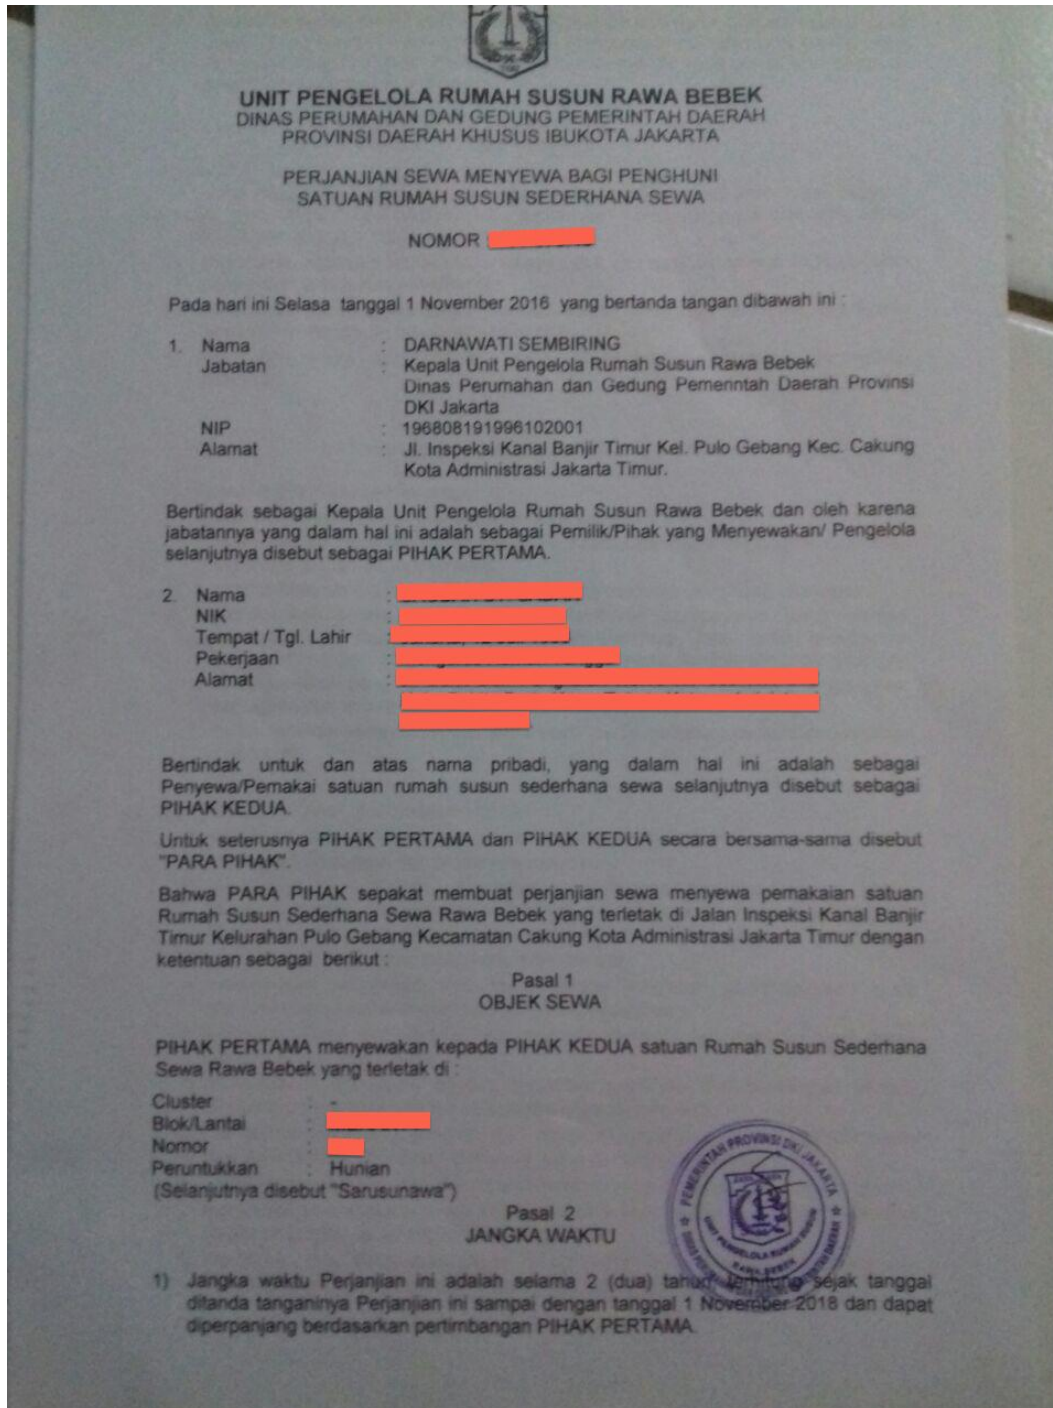 UNIT PENGELOLA RUMAH SUSUN RAWA BEBEK
DINAS PERUMAHAN DAN GEDUNG PEMERINTAH DAERAH
PROVINSI DAERAH KHUSUS IBUKOTA JAKARTA
PERJANJIAN SEWA MENYEWA BAGI PENGHUNI
SATUAN RUMAH SUSUN SEDERHANA SEWA
NOMOR :
Pada hari ini Selasa tanggal 1 November 2016 yang bertanda tangan dibawah ini :
1. Nama : DARNAWATI SEMBIRING
Jabatan : Kepala Unit Pengelola Rumah Susun Rawa Bebek
Dinas Perumahan dan Gedung Pemerintah Daerah Provinsi
DKI Jakarta
NIP : 196808191996102001
Alamat : Jl. Inspeksi Kanal Banjir Timur Kel. Pulo Gebang Kec. Cakung
Kota Administrasi Jakarta Timur.
Bertindak sebagai Kepala Unit Pengelola Rumah Susun Rawa Bebek dan oleh karena
jabatannya yang dalam hal ini adalah sebagai Pemilik/Pihak yang Menyewakan/ Pengelola
selanjutnya disebut sebagai PIHAK PERTAMA.
2. Nama :
NIK :
Tempat / Tgl. Lahir :
Pekerjaan :
Alamat :
Bertindak untuk dan atas nama pribadi, yang dalam hal ini adalah sebagai
Penyewa/Pemakai satuan rumah susun sederhana sewa selanjutnya disebut sebagai
PIHAK KEDUA.
Untuk seterusnya PIHAK PERTAMA dan PIHAK KEDUA secara bersama-sama disebut
"PARA PIHAK".
Bahwa PARA PIHAK sepakat membuat perjanjian sewa menyewa pemakaian satuan
Rumah Susun Sederhana Sewa Rawa Bebek yang terletak di Jalan Inspeksi Kanal Banjir
Timur Kelurahan Pulo Gebang Kecamatan Cakung Kota Administrasi Jakarta Timur dengan
ketentuan sebagai berikut :
Pasal 1
OBJEK SEWA
PIHAK PERTAMA menyewakan kepada PIHAK KEDUA satuan Rumah Susun Sederhana
Sewa Rawa Bebek yang terletak di :
Cluster : -
Blok/Lantai :
Nomor :
Peruntukkan : Hunian
(Selanjutnya disebut "Sarusunawa")
PEMERINTAH PROVINSI DKI JAKARTA
UNIT PENGELOLA RUMAH SUSUN
RAWA BEBEK
Pasal 2
JANGKA WAKTU
1) Jangka waktu Perjanjian ini adalah selama 2 (dua) tahun terhitung sejak tanggal
ditanda tanganinya Perjanjian ini sampai dengan tanggal 1 November 2018 dan dapat
diperpanjang berdasarkan pertimbangan PIHAK PERTAMA.